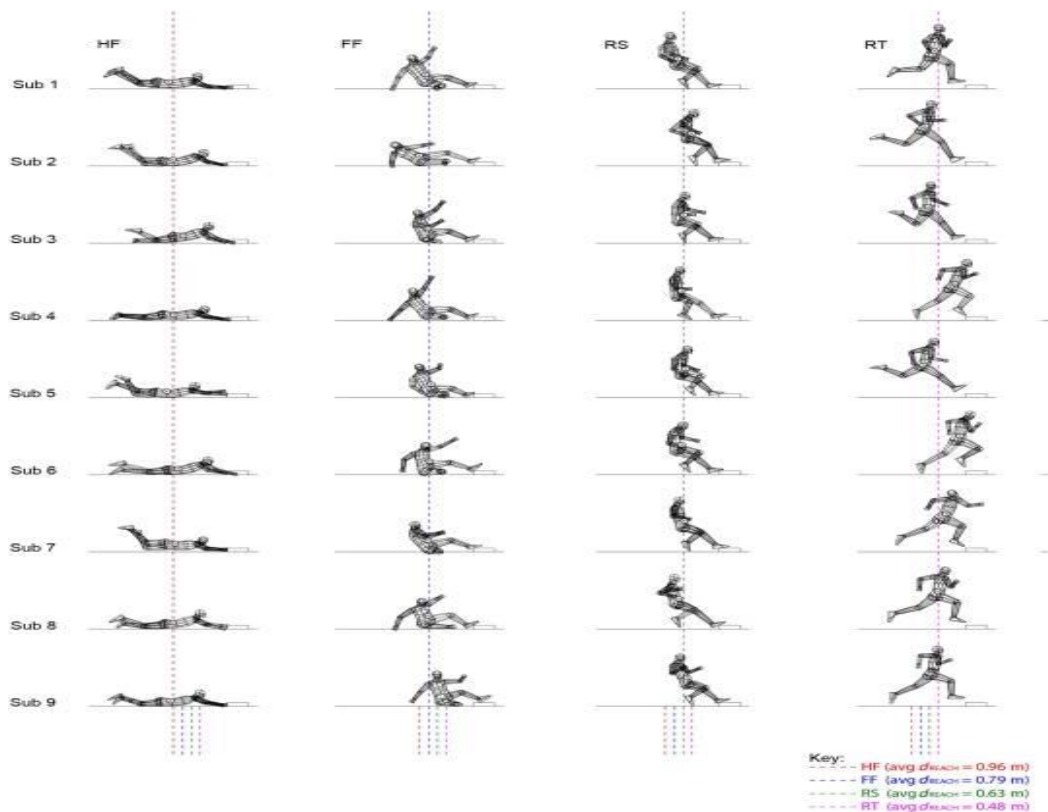 HF FF RS RT
Sub 1
Sub 2
Sub 3
Sub 4
Sub 5
Sub 6
Sub 7
Sub 8
Sub 9
Key:
HF (avg dREACH = 0.96 m)
FF (avg dREACH = 0.79 m)
RS (avg dREACH = 0.63 m)
RT (avg dREACH = 0.48 m)